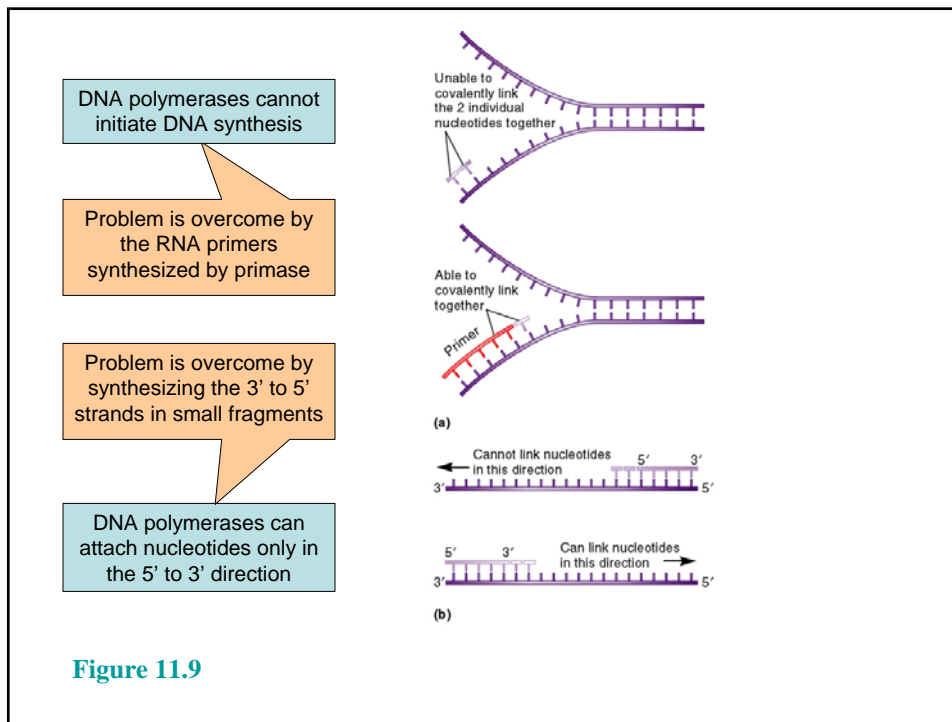 DNA polymerases cannot
initiate DNA synthesis
Problem is overcome by
the RNA primers
synthesized by primase
Problem is overcome by
synthesizing the 3’ to 5’
strands in small fragments
DNA polymerases can
attach nucleotides only in
the 5’ to 3’ direction
Unable to
covalently link
the 2 individual
nucleotides together
Able to
covalently link
together
Primer
(a)
Cannot link nucleotides
in this direction
5′ 3′
3′ 5′
5′ 3′
Can link nucleotides
in this direction
3′ 5′
(b)
Figure 11.9